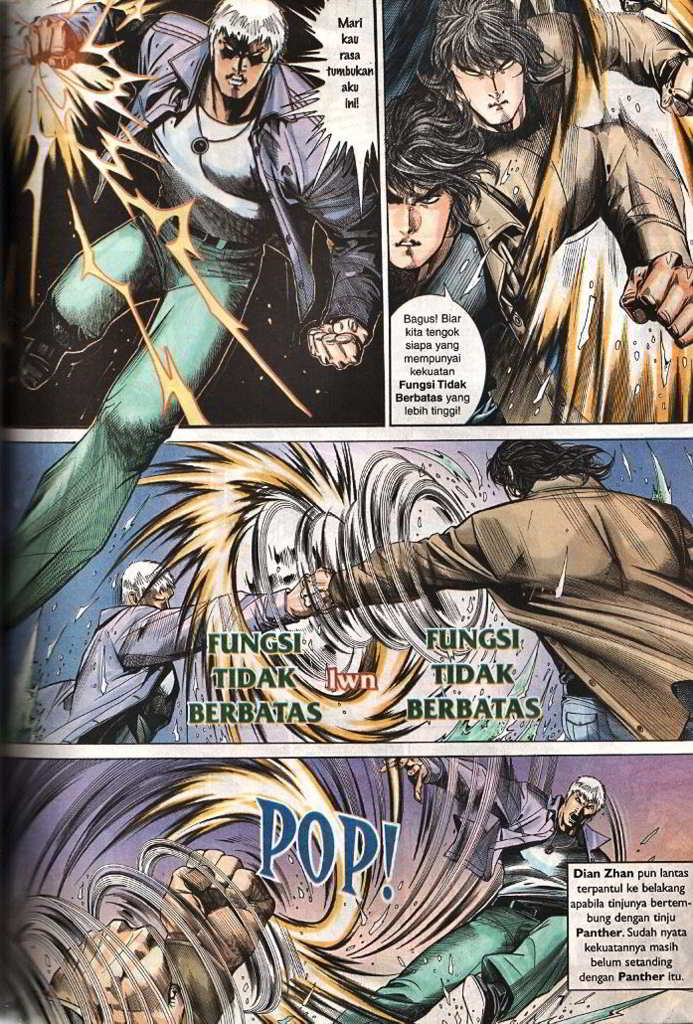 Mari
kau
rasa
tumbukan
aku
ini!
Bagus! Biar
kita tengok
siapa yang
mempunyai
kekuatan
Fungsi Tidak
Berbatas yang
lebih tinggi!
FUNGSI
TIDAK
BERBATAS
lwn
FUNGSI
TIDAK
BERBATAS
POP!
Dian Zhan pun lantas
terpantul ke belakang
apabila tinjunya bertem-
bung dengan tinju
Panther. Sudah nyata
kekuatannya masih
belum setanding
dengan Panther itu.